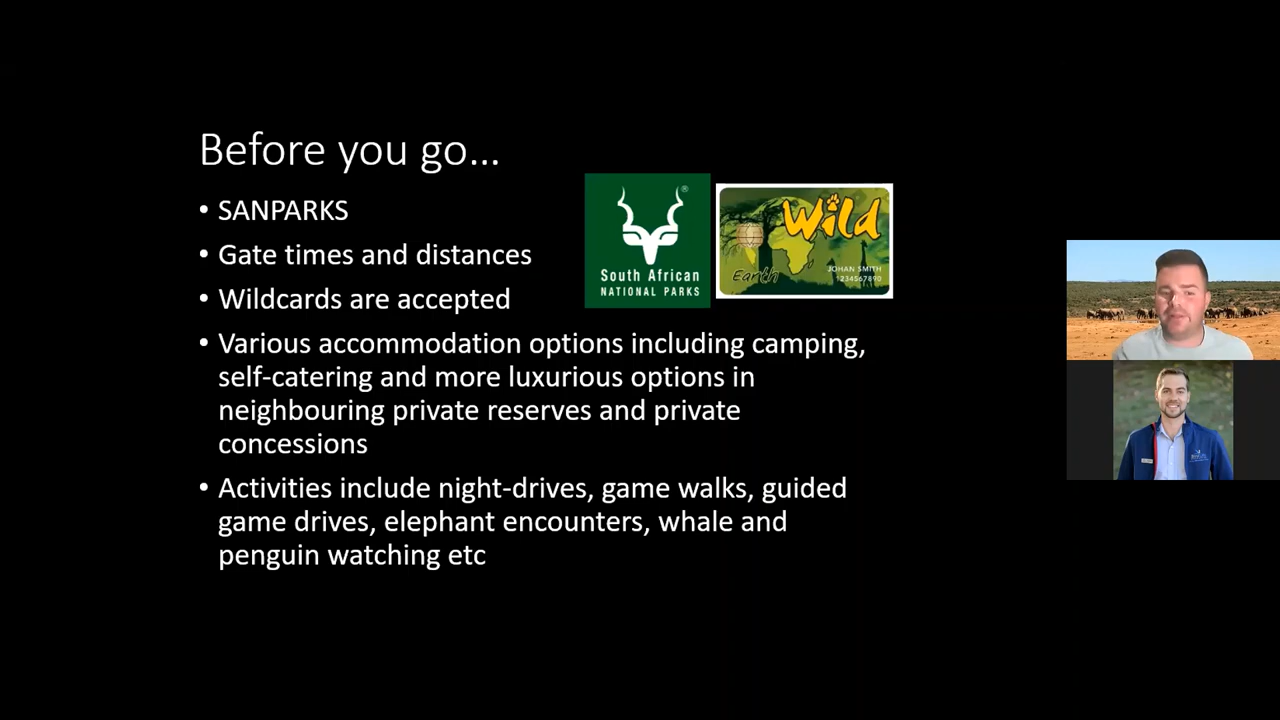 Before you go...
• SANPARKS
• Gate times and distances
• Wildcards are accepted
• Various accommodation options including camping,
self-catering and more luxurious options in
neighbouring private reserves and private
concessions
• Activities include night-drives, game walks, guided
game drives, elephant encounters, whale and
penguin watching etc
®
South African
NATIONAL PARKS
Wild
Earth
JOHAN SMITH
1234567890